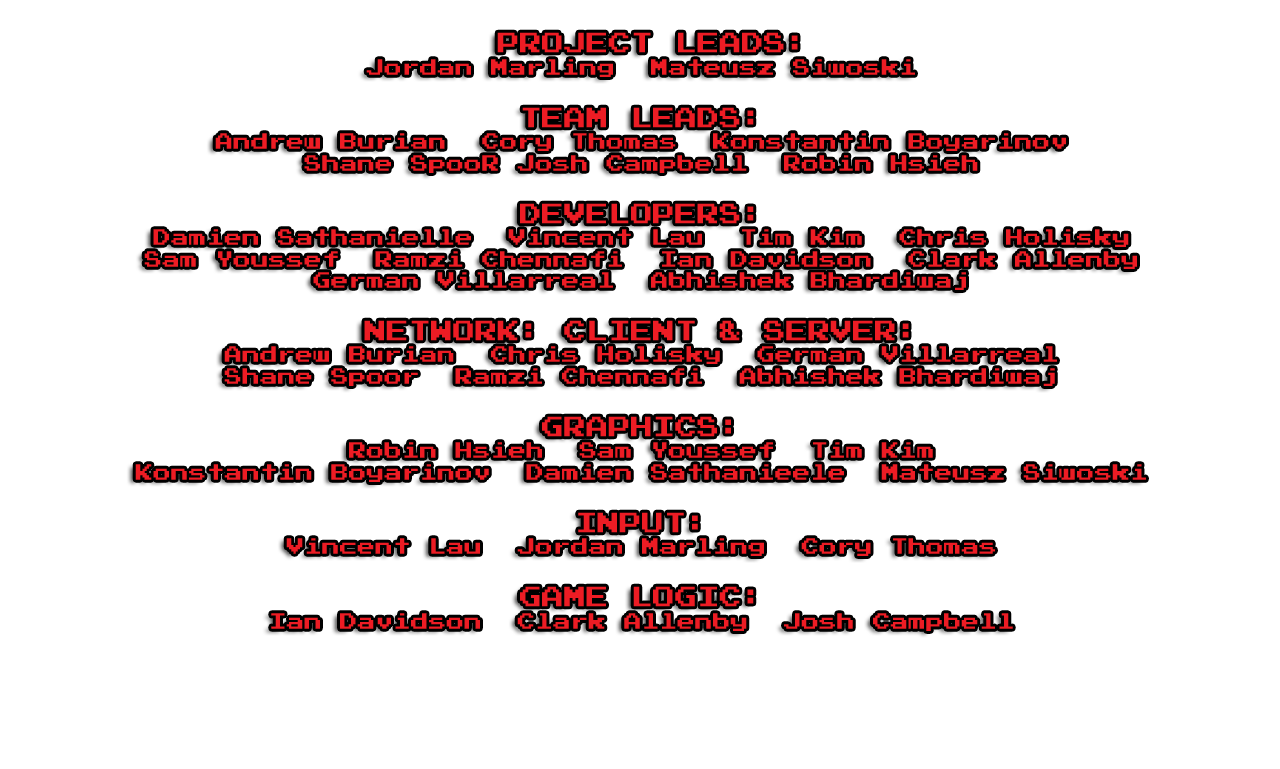 PROJECT LEADS:
Jordan Marling  Mateusz Siwoski
TEAM LEADS:
Andrew Burian  Cory Thomas  Konstantin Boyarinov
Shane SpooR Josh Campbell  Robin Hsieh
DEVELOPERS:
Damien Sathanielle  Vincent Lau  Tim Kim  Chris Holisky
Sam Youssef  Ramzi Chennafi  Ian Davidson  Clark Allenby
German Villarreal  Abhishek Bhardiwaj
NETWORK: CLIENT & SERVER:
Andrew Burian  Chris Holisky  German Villarreal
Shane Spoor  Ramzi Chennafi  Abhishek Bhardiwaj
GRAPHICS:
Robin Hsieh  Sam Youssef  Tim Kim
Konstantin Boyarinov  Damien Sathanieele  Mateusz Siwoski
INPUT:
Vincent Lau  Jordan Marling  Cory Thomas
GAME LOGIC:
Ian Davidson  Clark Allenby  Josh Campbell